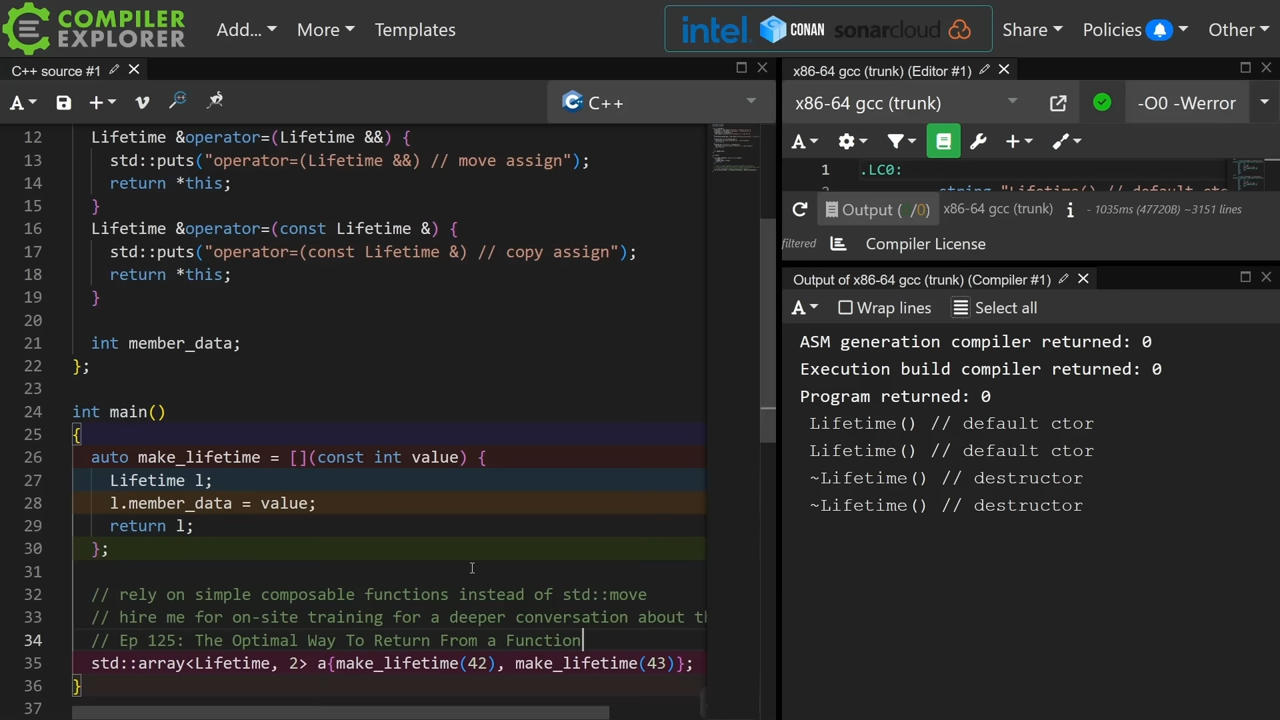 COMPILER
EXPLORER
Add...
More
Templates
intel
CONAN
sonarcloud
Share
Policies
Other
C++ source #1
A
C++
12 Lifetime &operator=(Lifetime &&) {
13 std::puts("operator=(Lifetime &&) // move assign");
14 return *this;
15 }
16 Lifetime &operator=(const Lifetime &) {
17 std::puts("operator=(const Lifetime &) // copy assign");
18 return *this;
19 }
20
21 int member_data;
22 };
23
24 int main()
25 {
26 auto make_lifetime = [](const int value) {
27 Lifetime l;
28 l.member_data = value;
29 return l;
30 };
31
32 // rely on simple composable functions instead of std::move
33 // hire me for on-site training for a deeper conversation about
34 // Ep 125: The Optimal Way To Return From a Function
35 std::array<Lifetime, 2> a{make_lifetime(42), make_lifetime(43)};
36 }
37
x86-64 gcc (trunk) (Editor #1)
x86-64 gcc (trunk)
-O0 -Werror
A
1 .LC0:
Output ( /0) x86-64 gcc (trunk) i - 1035ms (47720B) ~3151 lines
filtered Compiler License
Output of x86-64 gcc (trunk) (Compiler #1)
A Wrap lines Select all
ASM generation compiler returned: 0
Execution build compiler returned: 0
Program returned: 0
Lifetime() // default ctor
Lifetime() // default ctor
~Lifetime() // destructor
~Lifetime() // destructor